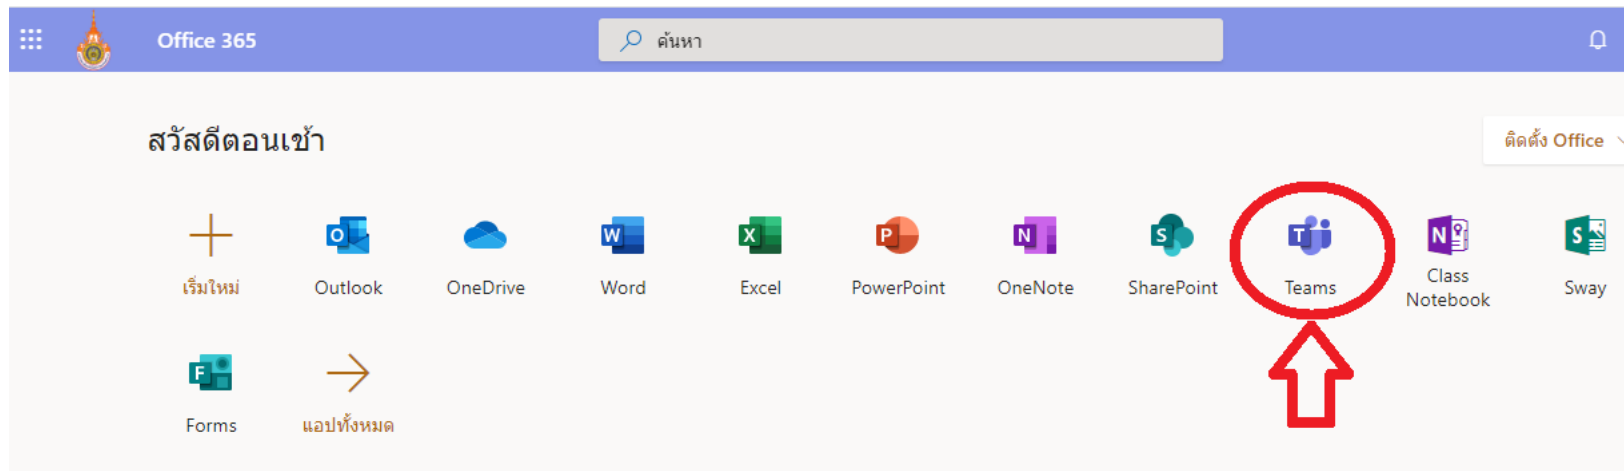 Office 365
ค้นหา
สวัสดีตอนเช้า
ติดตั้ง Office
เริ่มใหม่
Outlook
OneDrive
Word
Excel
PowerPoint
OneNote
SharePoint
Teams
Class
Notebook
Sway
Forms
แอปทั้งหมด